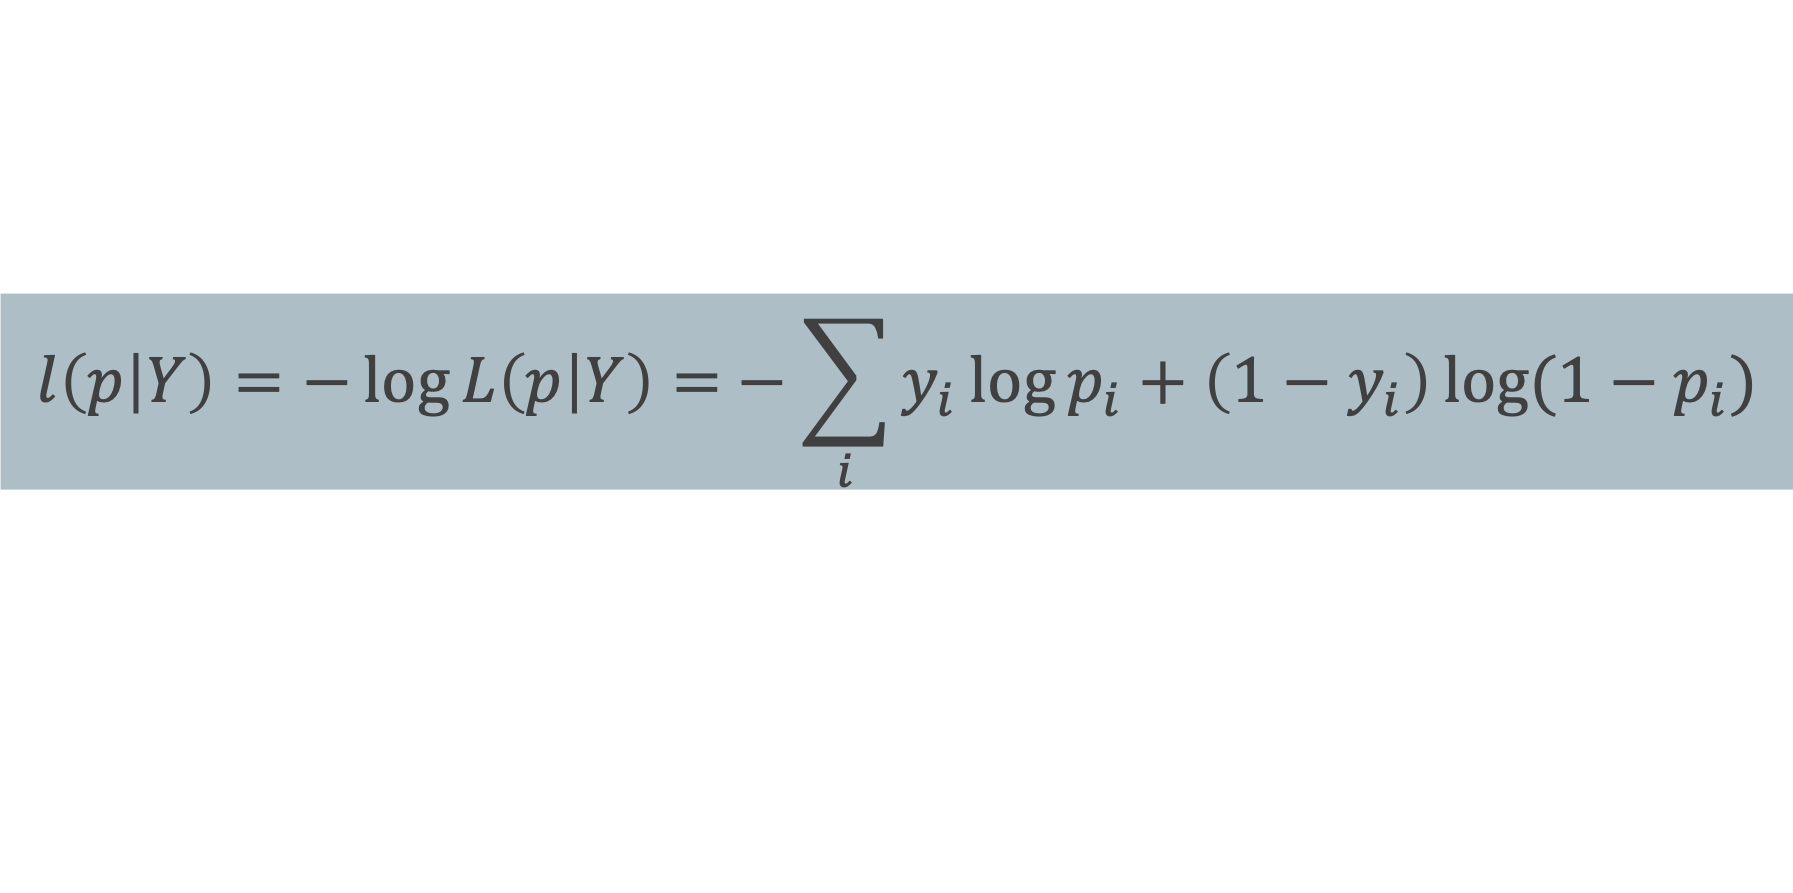 l(p|Y) = − log L(p|Y) = − ∑_i y_i log p_i + (1 − y_i) log(1 − p_i)